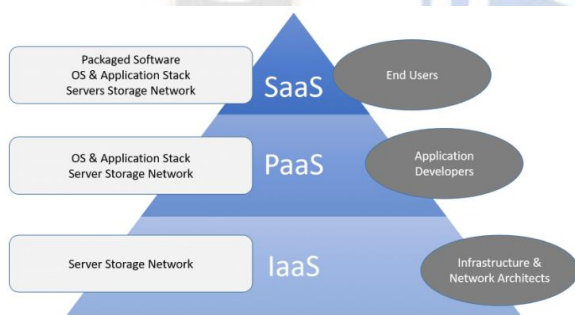 Packaged Software
OS & Application Stack
Servers Storage Network
SaaS
End Users
OS & Application Stack
Server Storage Network
PaaS
Application
Developers
Server Storage Network
IaaS
Infrastructure &
Network Architects